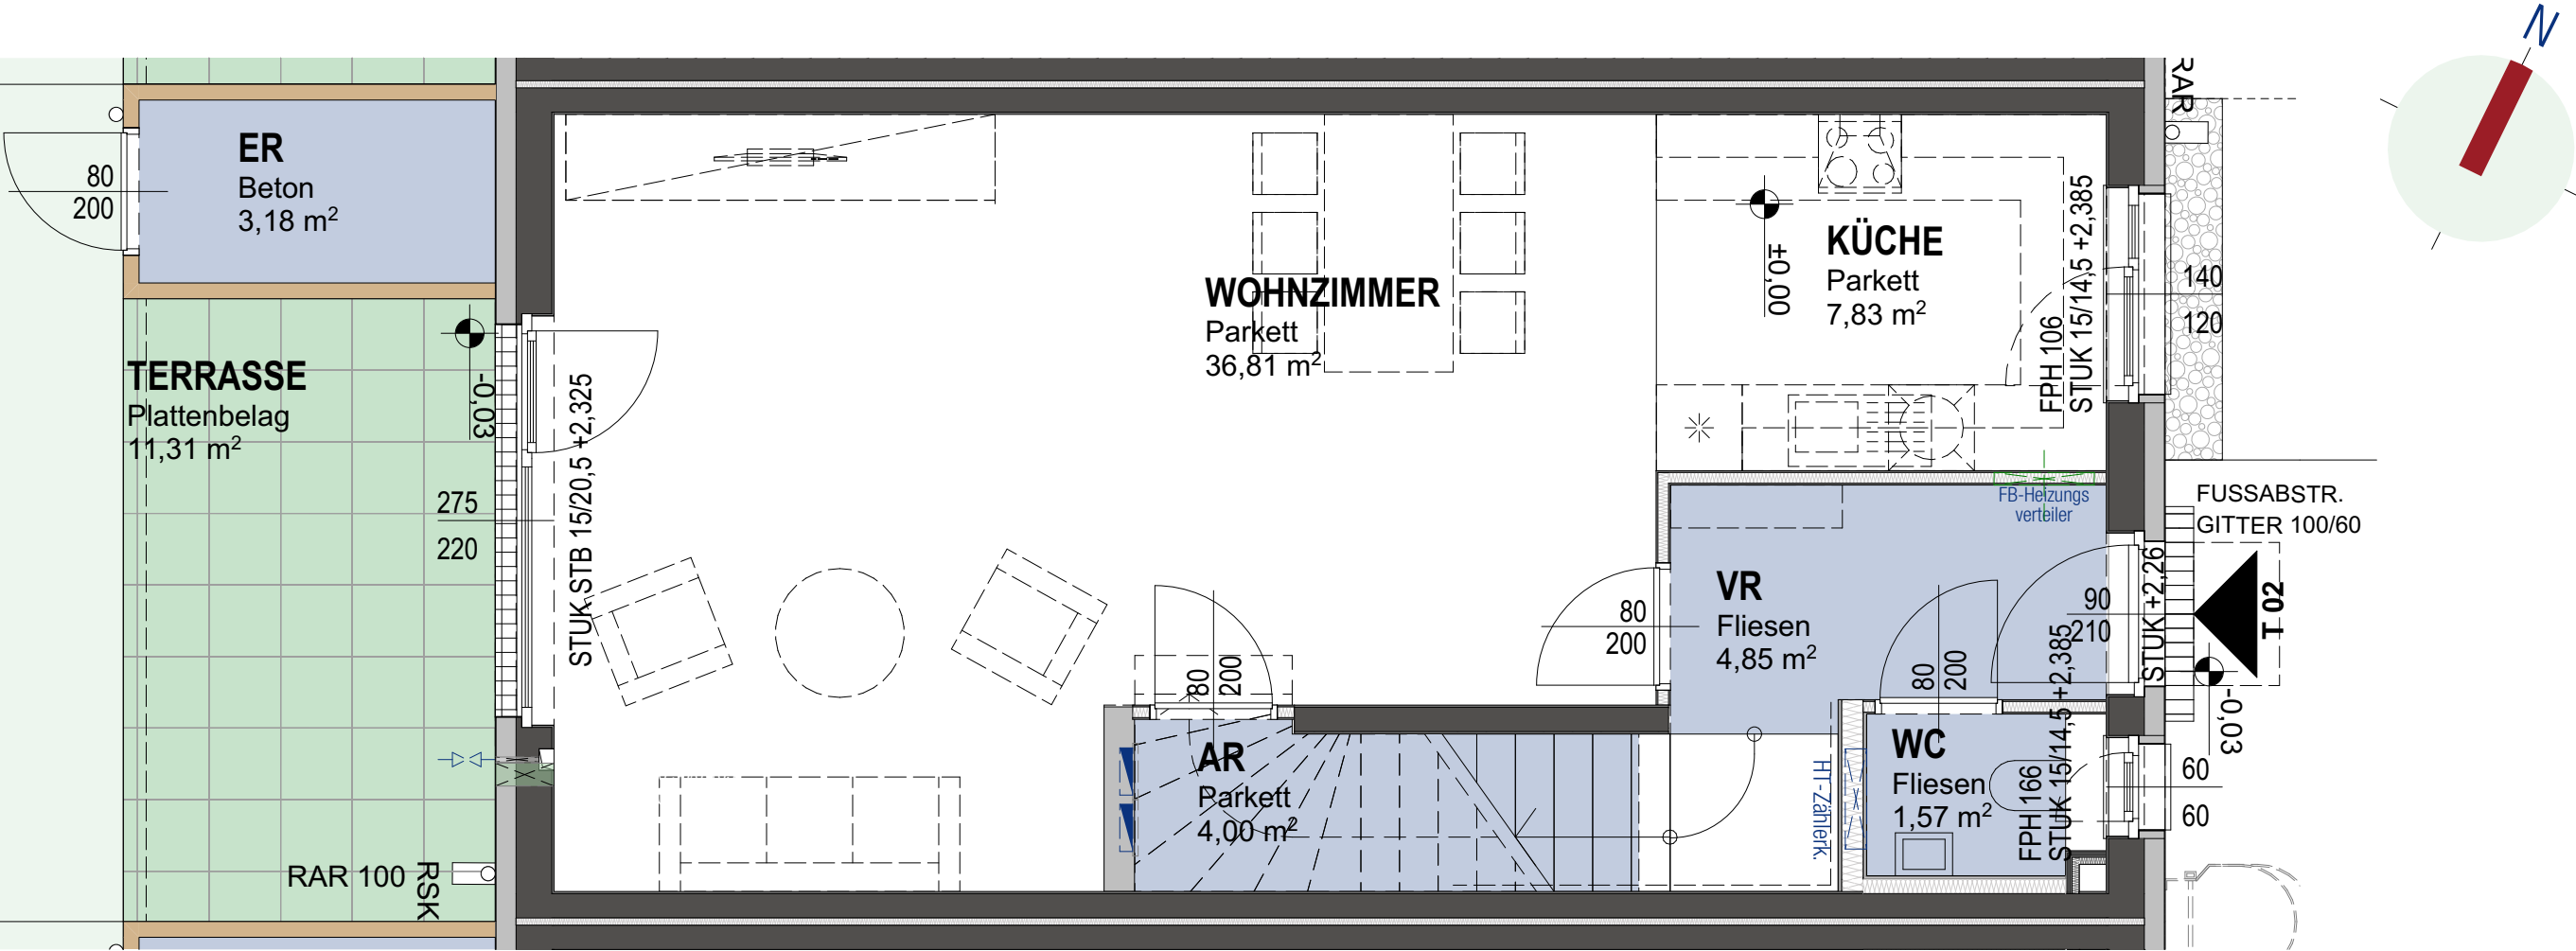 N
RAR
ER
Beton
3,18 m²
80
200
TERRASSE
Plattenbelag
11,31 m²
-0,03
275
220
STUK STB 15/20,5 +2,325
RAR 100
RSK
WOHNZIMMER
Parkett
36,81 m²
±0,00
KÜCHE
Parkett
7,83 m²
FPH 106
STUK 15/14,5 +2,385
140
120
FB-Heizungs
verteiler
FUSSABSTR.
GITTER 100/60
VR
Fliesen
4,85 m²
80
200
80
200
80
200
90
210
STUK +2,26
T 02
-0,03
AR
Parkett
4,00 m²
HT-Zählerk.
WC
Fliesen
1,57 m²
FPH 166
STUK 15/14,5 +2,385
60
60